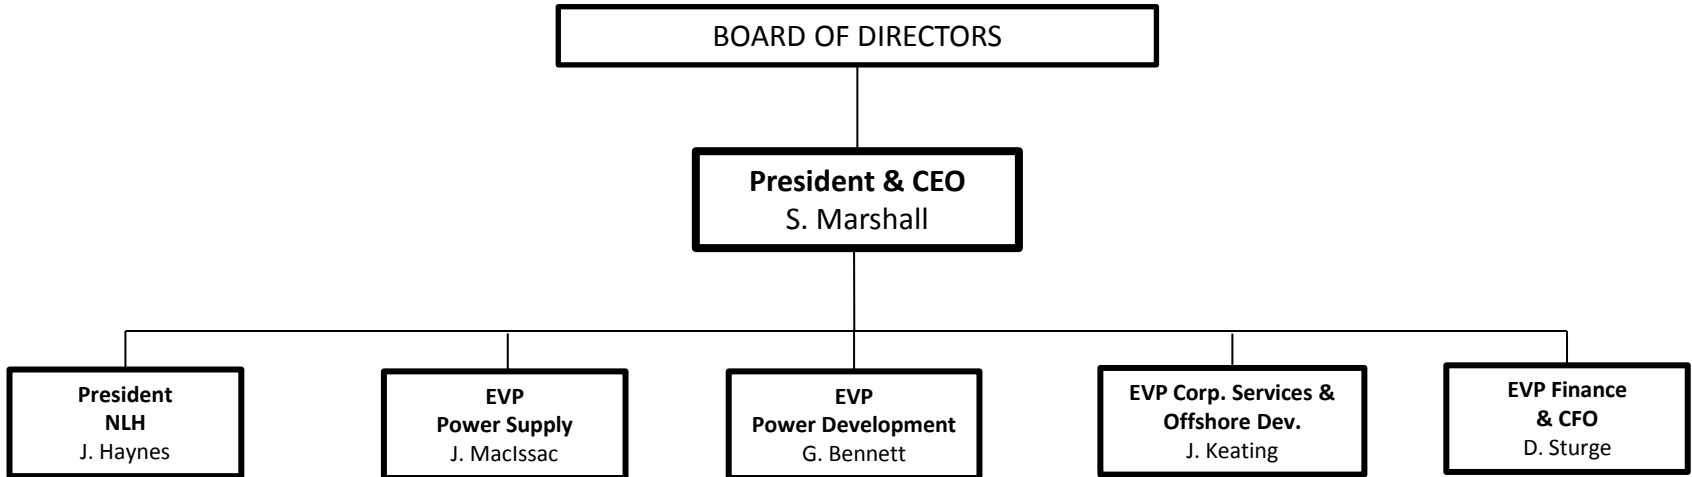 BOARD OF DIRECTORS
President & CEO
S. Marshall
President
NLH
J. Haynes
EVP
Power Supply
J. MacIssac
EVP
Power Development
G. Bennett
EVP Corp. Services &
Offshore Dev.
J. Keating
EVP Finance
& CFO
D. Sturge